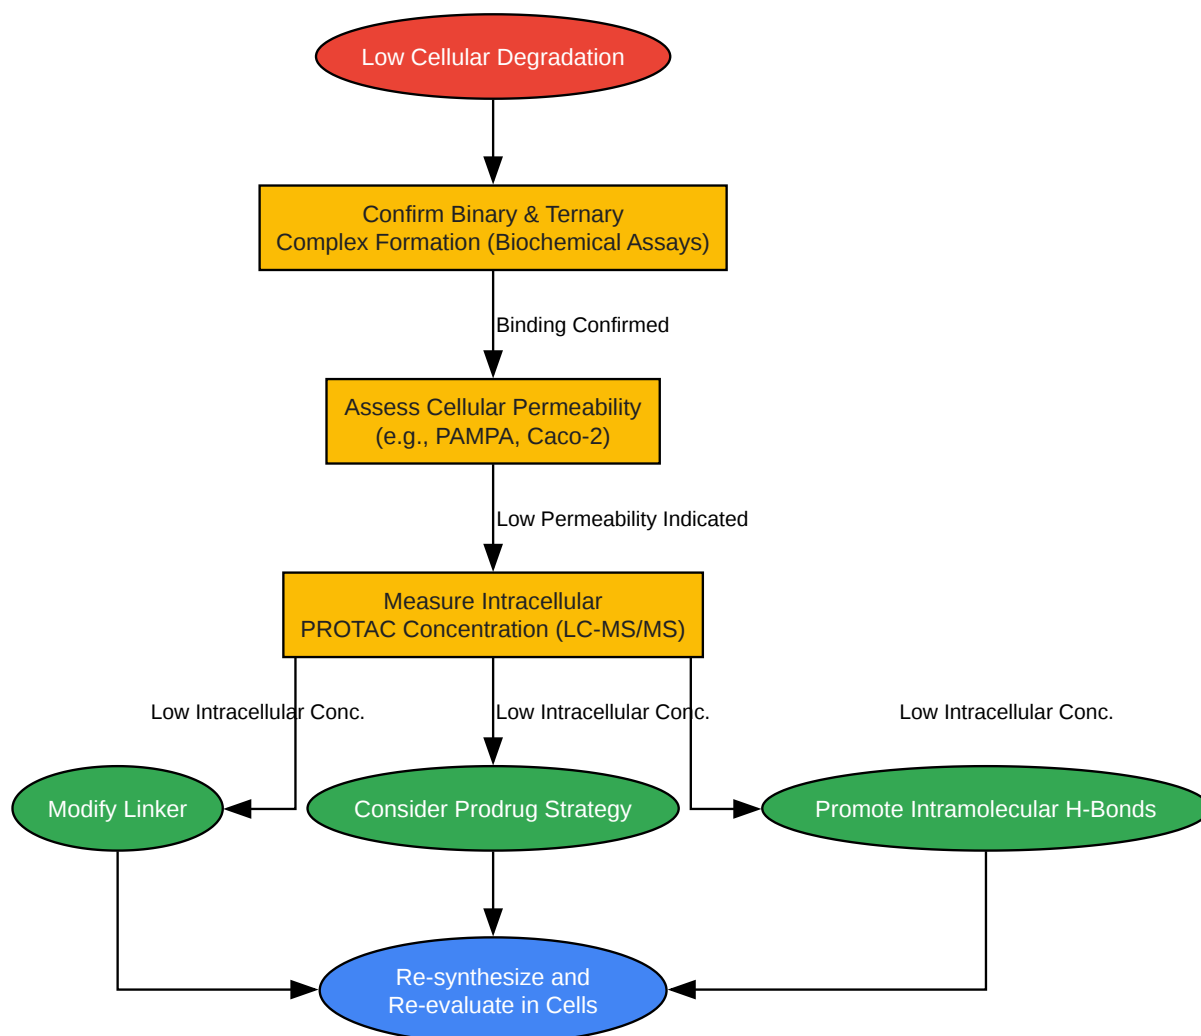 Low Cellular Degradation
Confirm Binary & Ternary
Complex Formation (Biochemical Assays)
Binding Confirmed
Assess Cellular Permeability
(e.g., PAMPA, Caco-2)
Low Permeability Indicated
Measure Intracellular
PROTAC Concentration (LC-MS/MS)
Low Intracellular Conc.
Low Intracellular Conc.
Low Intracellular Conc.
Modify Linker
Consider Prodrug Strategy
Promote Intramolecular H-Bonds
Re-synthesize and
Re-evaluate in Cells